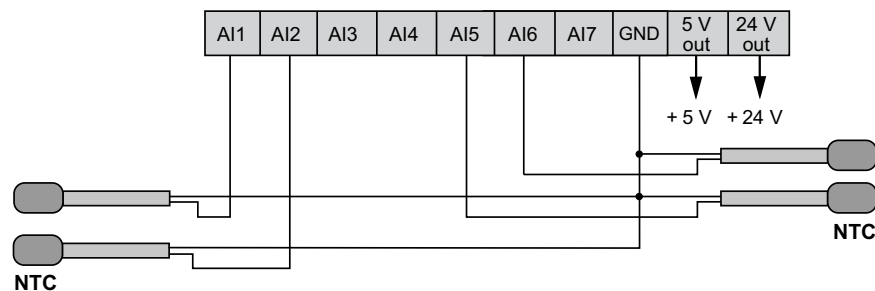 AI1 AI2 AI3 AI4 AI5 AI6 AI7 GND 5 V out 24 V out
+ 5 V + 24 V
NTC
NTC